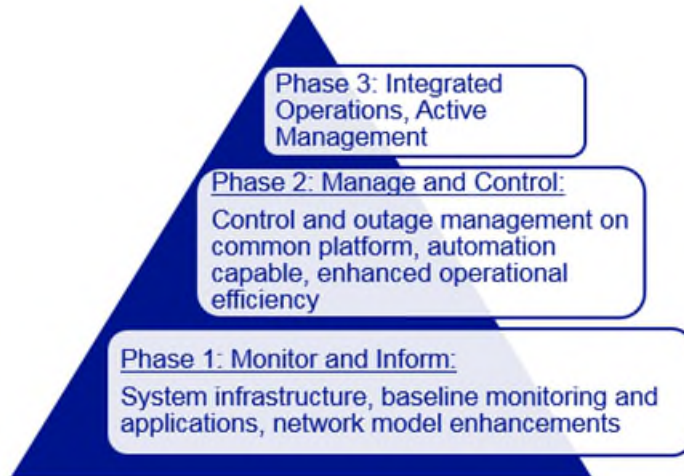 Phase 3: Integrated
Operations, Active
Management
Phase 2: Manage and Control:
Control and outage management on
common platform, automation
capable, enhanced operational
efficiency
Phase 1: Monitor and Inform:
System infrastructure, baseline monitoring and
applications, network model enhancements